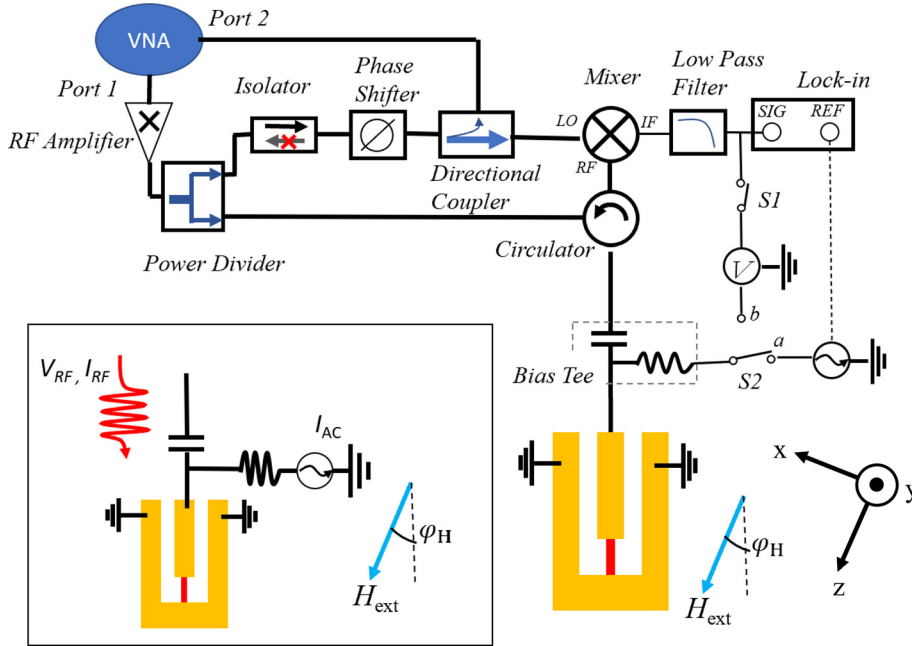 Port 2
VNA
Port 1
RF Amplifier
Isolator
Phase
Shifter
Mixer
Low Pass
Filter
Lock-in
SIG
REF
LO
IF
RF
Directional
Coupler
Power Divider
Circulator
S1
V
b
a
S2
Bias Tee
V_RF, I_RF
I_AC
φ_H
H_ext
φ_H
H_ext
x
y
z